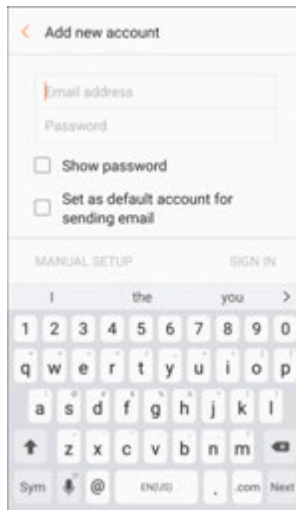 Add new account
Email address
Password
Show password
Set as default account for
sending email
MANUAL SETUP SIGN IN
I the you
1 2 3 4 5 6 7 8 9 0
q w e r t y u i o p
a s d f g h j k l
z x c v b n m
Sym @ EN(US) . .com Next